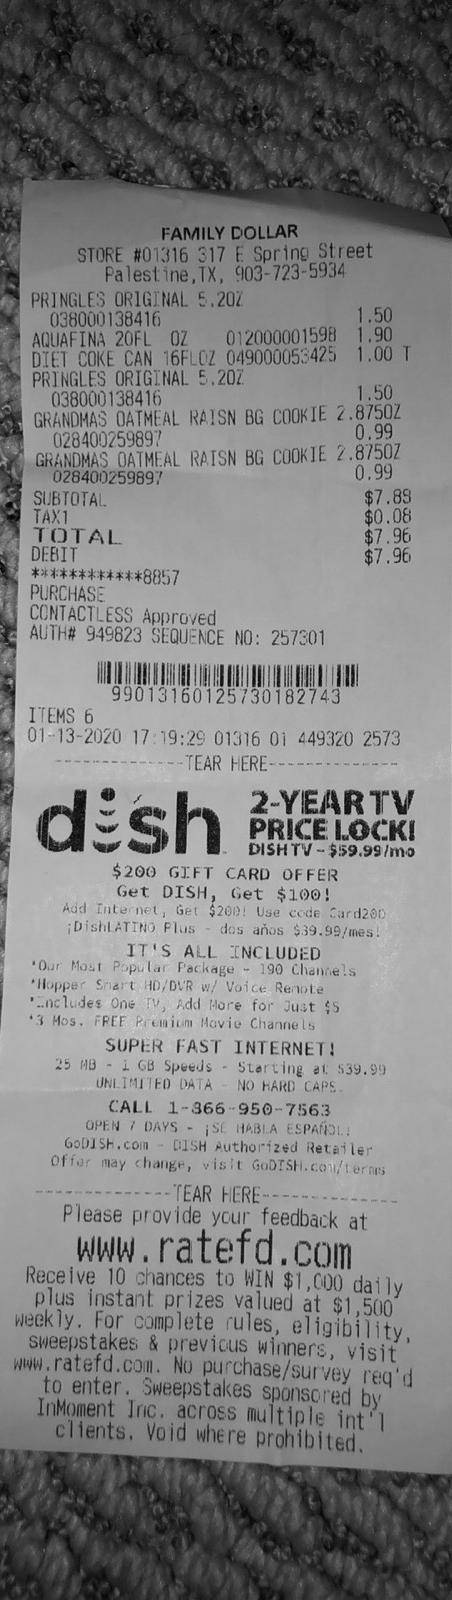 FAMILY DOLLAR
STORE #01316 317 E Spring Street
Palestine,TX, 903-723-5934
PRINGLES ORIGINAL 5.2OZ
038000138416 1.50
AQUAFINA 20FL OZ 012000001598 1.90
DIET COKE CAN 16FLOZ 049000053425 1.00 T
PRINGLES ORIGINAL 5.2OZ
038000138416 1.50
GRANDMAS OATMEAL RAISN BG COOKIE 2.875OZ
028400259897 0.99
GRANDMAS OATMEAL RAISN BG COOKIE 2.875OZ
028400259897 0.99
SUBTOTAL $7.88
TAX1 $0.08
TOTAL $7.96
DEBIT $7.96
************8857
PURCHASE
CONTACTLESS Approved
AUTH# 949823 SEQUENCE NO: 257301
99013160125730182743
ITEMS 6
01-13-2020 17:19:29 01316 01 449320 2573
--------------TEAR HERE--------------
dish 2-YEAR TV
PRICE LOCK!
DISH TV - $59.99/mo
$200 GIFT CARD OFFER
Get DISH, Get $100!
Add Internet, Get $200! Use code Card200
¡DishLATINO Plus - dos años $39.99/mes!
IT'S ALL INCLUDED
*Our Most Popular Package - 190 Channels
*Hopper Smart HD/DVR w/ Voice Remote
*Includes One TV, Add More for Just $5
*3 Mos. FREE Premium Movie Channels
SUPER FAST INTERNET!
25 MB - 1 GB Speeds - Starting at $39.99
UNLIMITED DATA - NO HARD CAPS.
CALL 1-866-950-7563
OPEN 7 DAYS - ¡SE HABLA ESPAÑOL!
GoDISH.com - DISH Authorized Retailer
Offer may change, visit GoDISH.com/terms
--------------TEAR HERE--------------
Please provide your feedback at
www.ratefd.com
Receive 10 chances to WIN $1,000 daily
plus instant prizes valued at $1,500
weekly. For complete rules, eligibility,
sweepstakes & previous winners, visit
www.ratefd.com. No purchase/survey req'd
to enter. Sweepstakes sponsored by
InMoment Inc. across multiple int'l
clients. Void where prohibited.